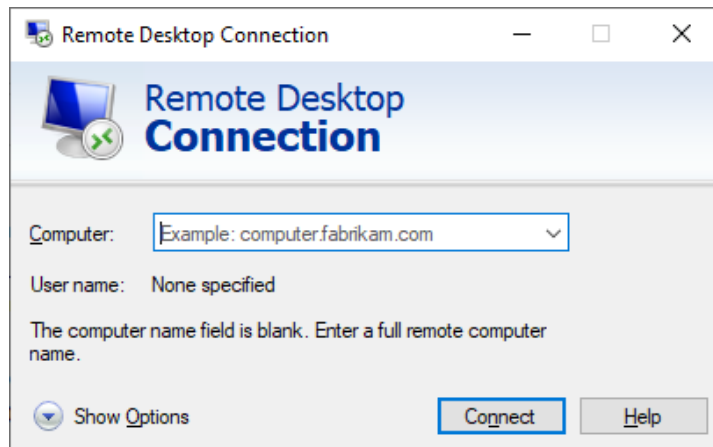 Remote Desktop Connection
Remote Desktop
Connection
Computer: Example: computer.fabrikam.com
User name: None specified
The computer name field is blank. Enter a full remote computer
name.
Show Options Connect Help